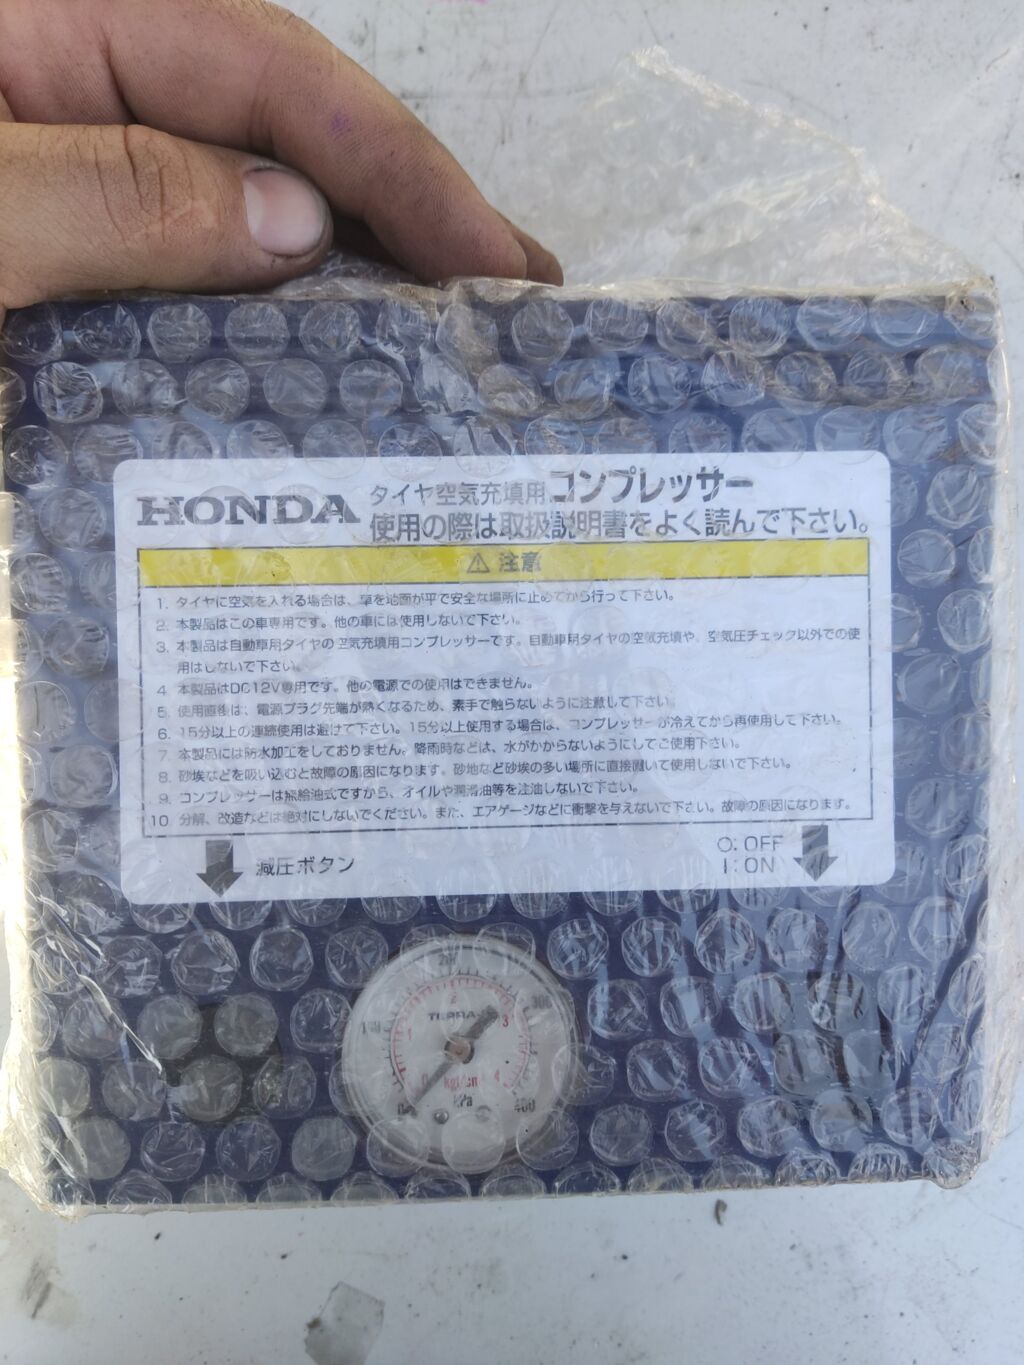 HONDA タイヤ空気充填用コンプレッサー
使用の際は取扱説明書をよく読んで下さい。
⚠ 注意
1. タイヤに空気を入れる場合は、車を地面が平で安全な場所に止めてから行って下さい。
2. 本製品はこの車専用です。他の車には使用しないで下さい。
3. 本製品は自動車用タイヤの空気充填用コンプレッサーです。自動車用タイヤの空気充填や、空気圧チェック以外での使
用はしないで下さい。
4 本製品はDC12V専用です。他の電源での使用はできません。
5. 使用直後は、電源プラグ先端が熱くなるため、素手で触らないように注意して下さい。
6. 15分以上の連続使用は避けて下さい。15分以上使用する場合は、コンプレッサーが冷えてから再使用して下さい。
7 本製品には防水加工をしておりません。降雨時などは、水がかからないようにしてご使用下さい。
8. 砂埃などを吸い込むと故障の原因になります。砂地など砂埃の多い場所に直接置いて使用しないで下さい。
9. コンプレッサーは無給油式ですから、オイルや潤滑油等を注油しないで下さい。
10 分解、改造などは絶対にしないでください。また、エアゲージなどに衝撃を与えないで下さい。故障の原因になります。
減圧ボタン
○: OFF
I : ON
200
2
100
300
1
3
0
kgf/cm
4
0
kPa
400